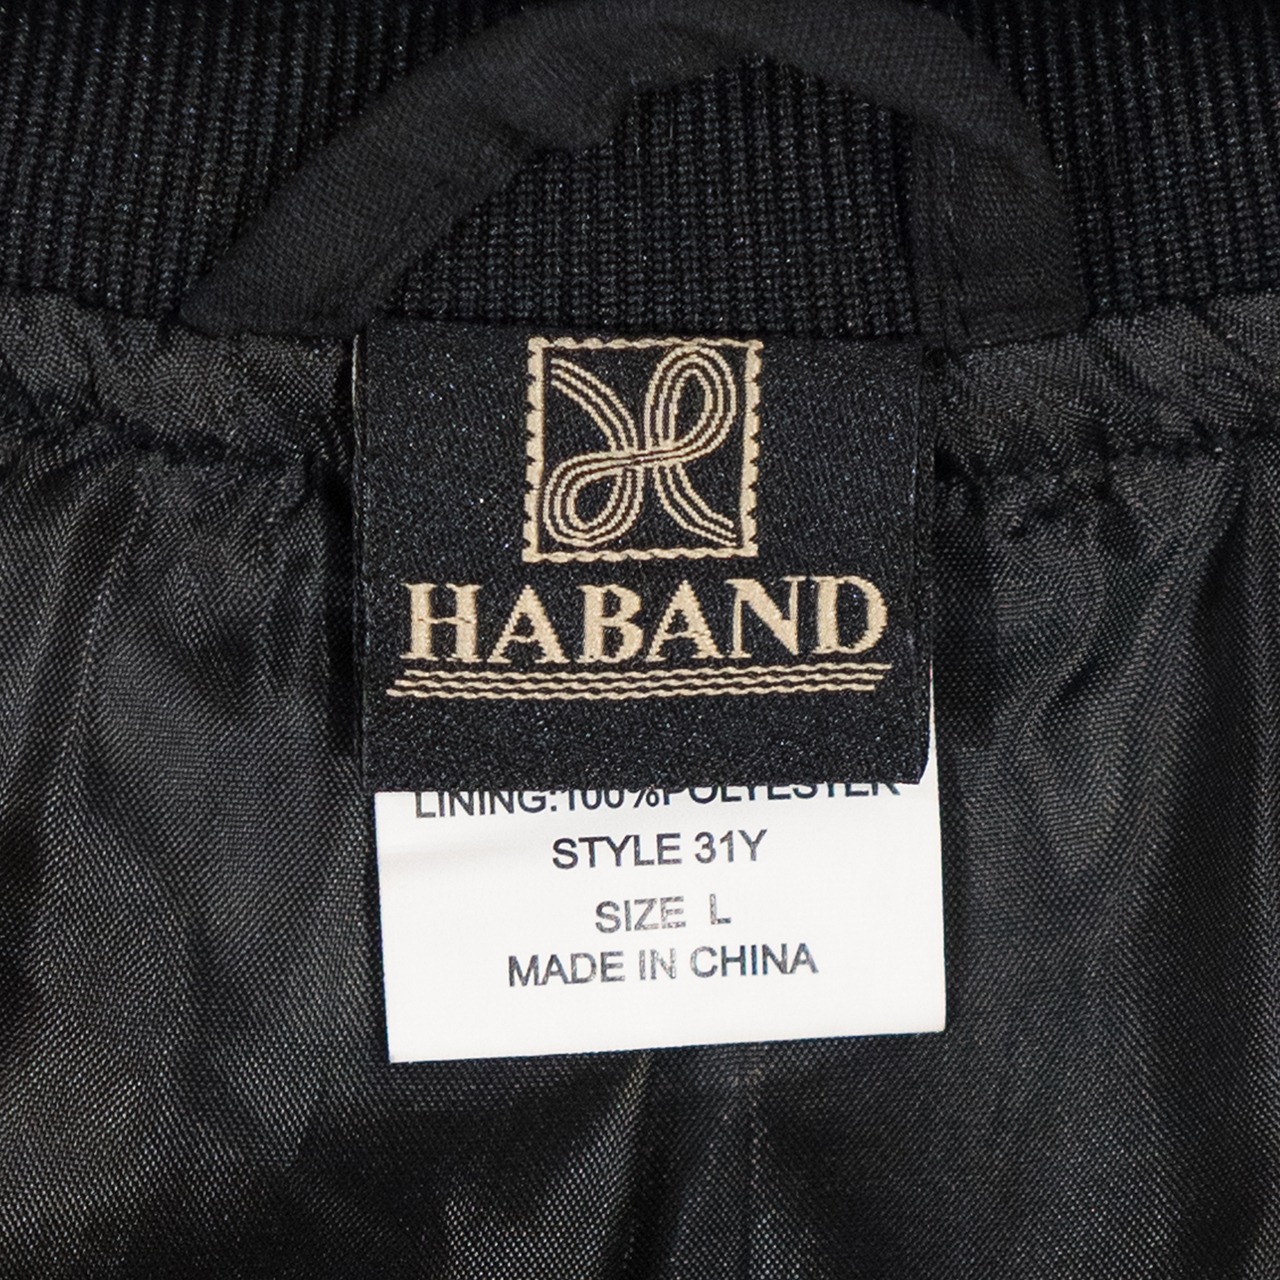 HABAND
LINING:100%POLYESTER
STYLE 31Y
SIZE L
MADE IN CHINA